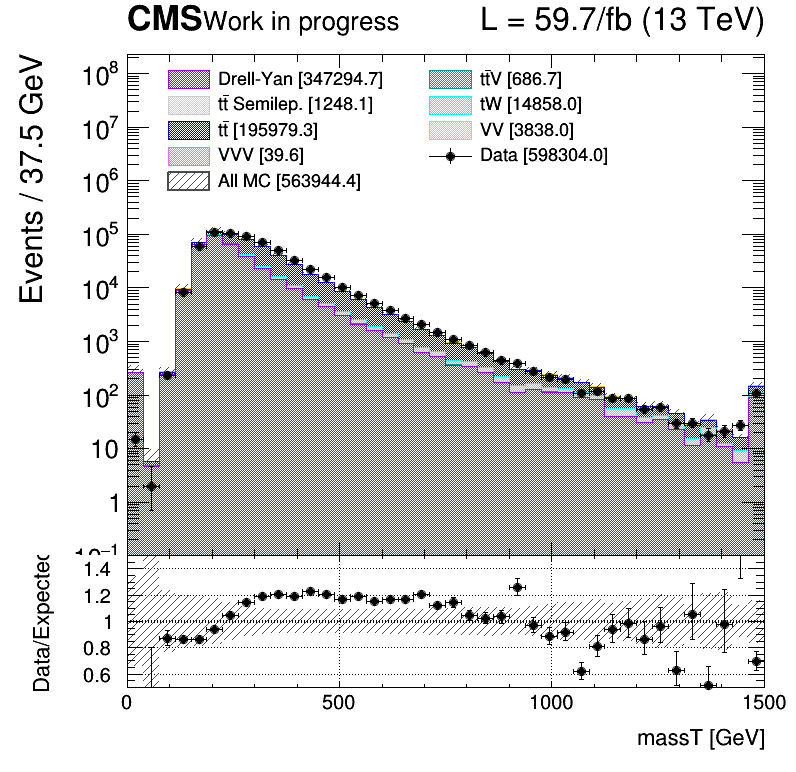 CMS Work in progress L = 59.7/fb (13 TeV)
Events / 37.5 GeV
10⁸
10⁷
10⁶
10⁵
10⁴
10³
10²
10
1
10⁻¹
Drell-Yan [347294.7]
tt̄ Semilep. [1248.1]
tt̄ [195979.3]
VVV [39.6]
All MC [563944.4]
tt̄V [686.7]
tW [14858.0]
VV [3838.0]
Data [598304.0]
Data/Expected
1.4
1.2
1
0.8
0.6
0 500 1000 1500
massT [GeV]